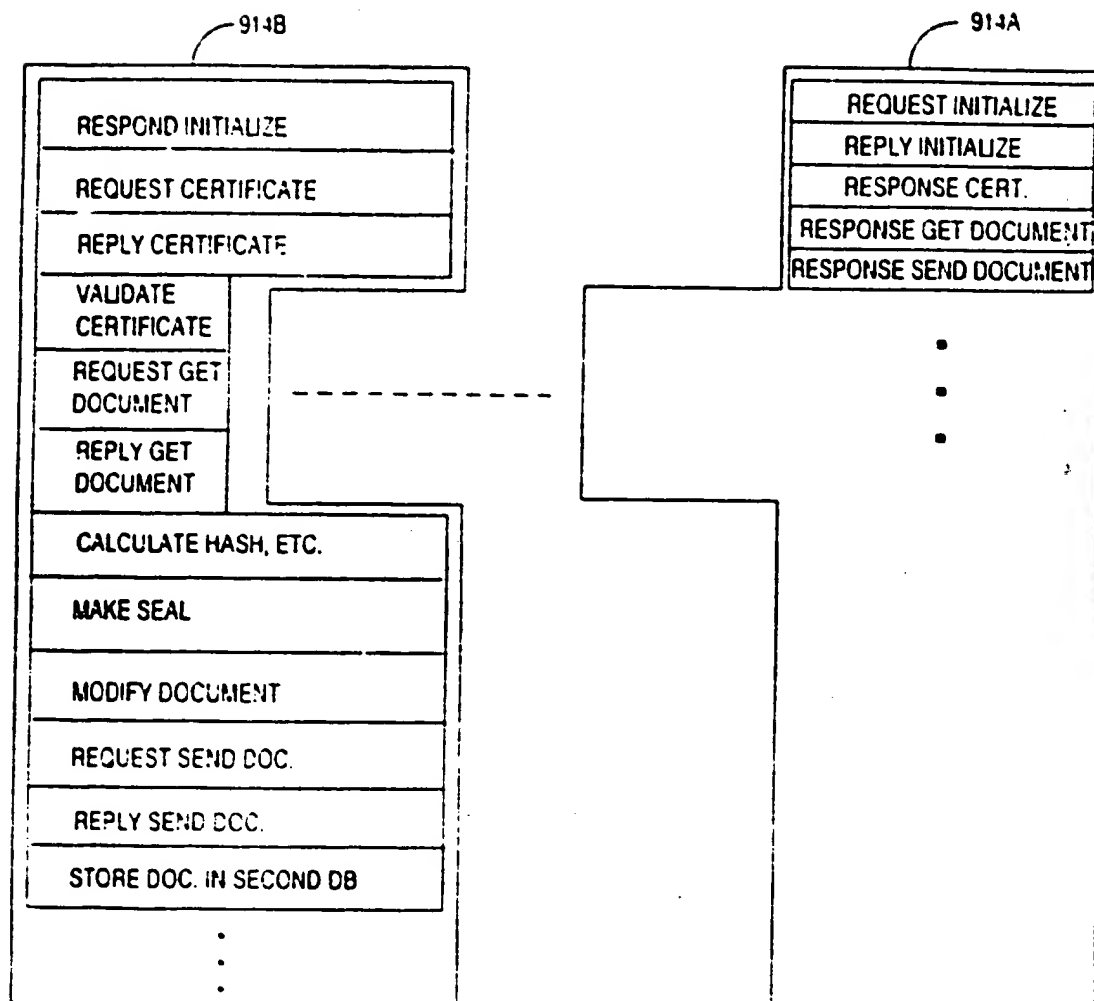 914B
RESPOND INITIALIZE
REQUEST CERTIFICATE
REPLY CERTIFICATE
VALIDATE
CERTIFICATE
REQUEST GET
DOCUMENT
REPLY GET
DOCUMENT
CALCULATE HASH, ETC.
MAKE SEAL
MODIFY DOCUMENT
REQUEST SEND DOC.
REPLY SEND DOC.
STORE DOC. IN SECOND DB
914A
REQUEST INITIALIZE
REPLY INITIALIZE
RESPONSE CERT.
RESPONSE GET DOCUMENT
RESPONSE SEND DOCUMENT